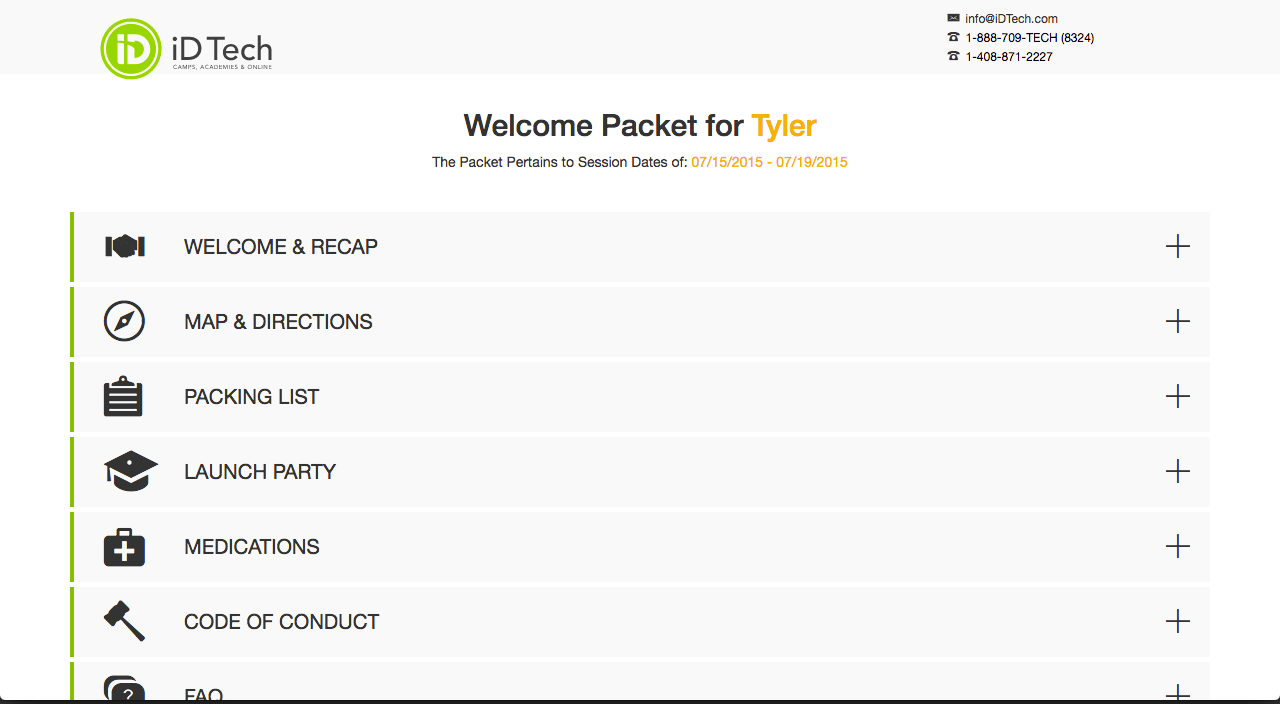 iD
iD Tech
CAMPS, ACADEMIES & ONLINE
info@iDTech.com
1-888-709-TECH (8324)
1-408-871-2227
Welcome Packet for Tyler
The Packet Pertains to Session Dates of: 07/15/2015 - 07/19/2015
WELCOME & RECAP
MAP & DIRECTIONS
PACKING LIST
LAUNCH PARTY
MEDICATIONS
CODE OF CONDUCT
?
FAQ